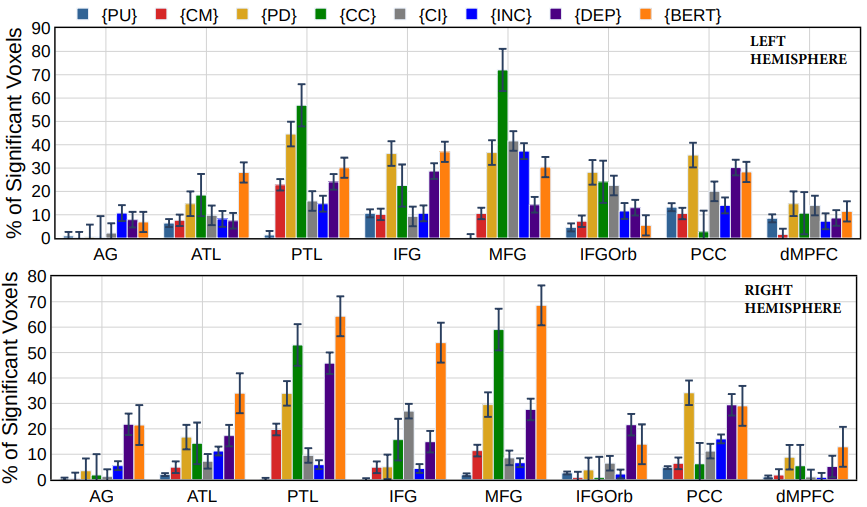 {PU} {CM} {PD} {CC} {CI} {INC} {DEP} {BERT}
% of Significant Voxels
90
80
70
60
50
40
30
20
10
0
LEFT
HEMISPHERE
AG ATL PTL IFG MFG IFGOrb PCC dMPFC
% of Significant Voxels
80
70
60
50
40
30
20
10
0
RIGHT
HEMISPHERE
AG ATL PTL IFG MFG IFGOrb PCC dMPFC